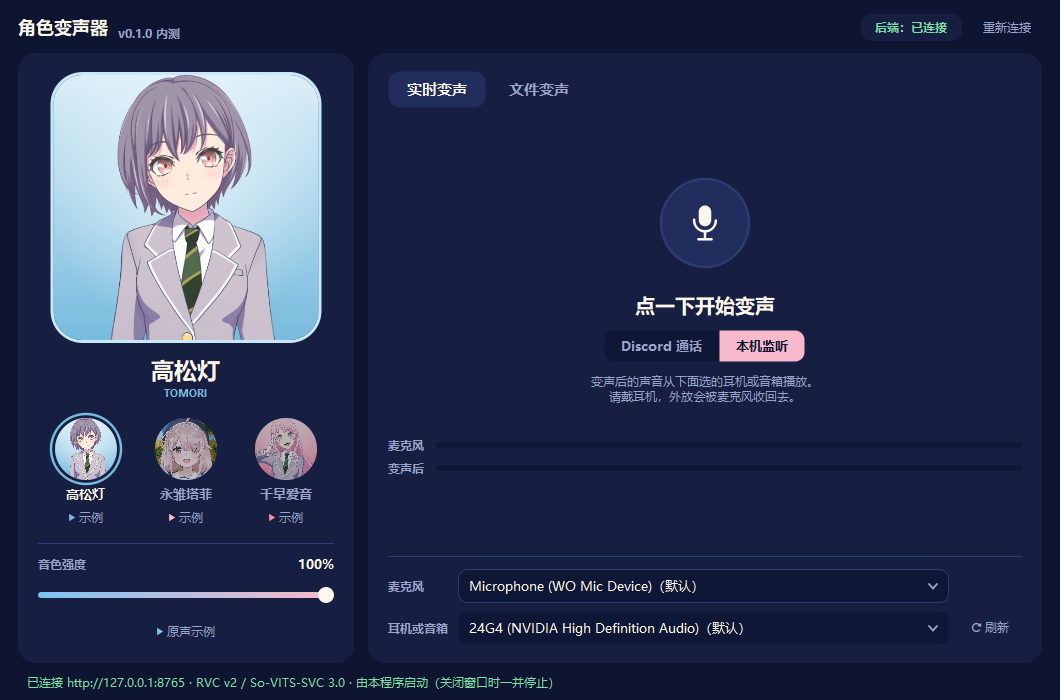 角色变声器 v0.1.0 内测
后端：已连接 重新连接
实时变声 文件变声
高松灯
TOMORI
高松灯 永雏塔菲 千早爱音
示例 示例 示例
音色强度 100%
原声示例
点一下开始变声
Discord 通话 本机监听
变声后的声音从下面选的耳机或音箱播放。
请戴耳机，外放会被麦克风收回去。
麦克风
变声后
麦克风 Microphone (WO Mic Device)（默认）
耳机或音箱 24G4 (NVIDIA High Definition Audio)（默认） 刷新
已连接 http://127.0.0.1:8765 · RVC v2 / So-VITS-SVC 3.0 · 由本程序启动（关闭窗口时一并停止）